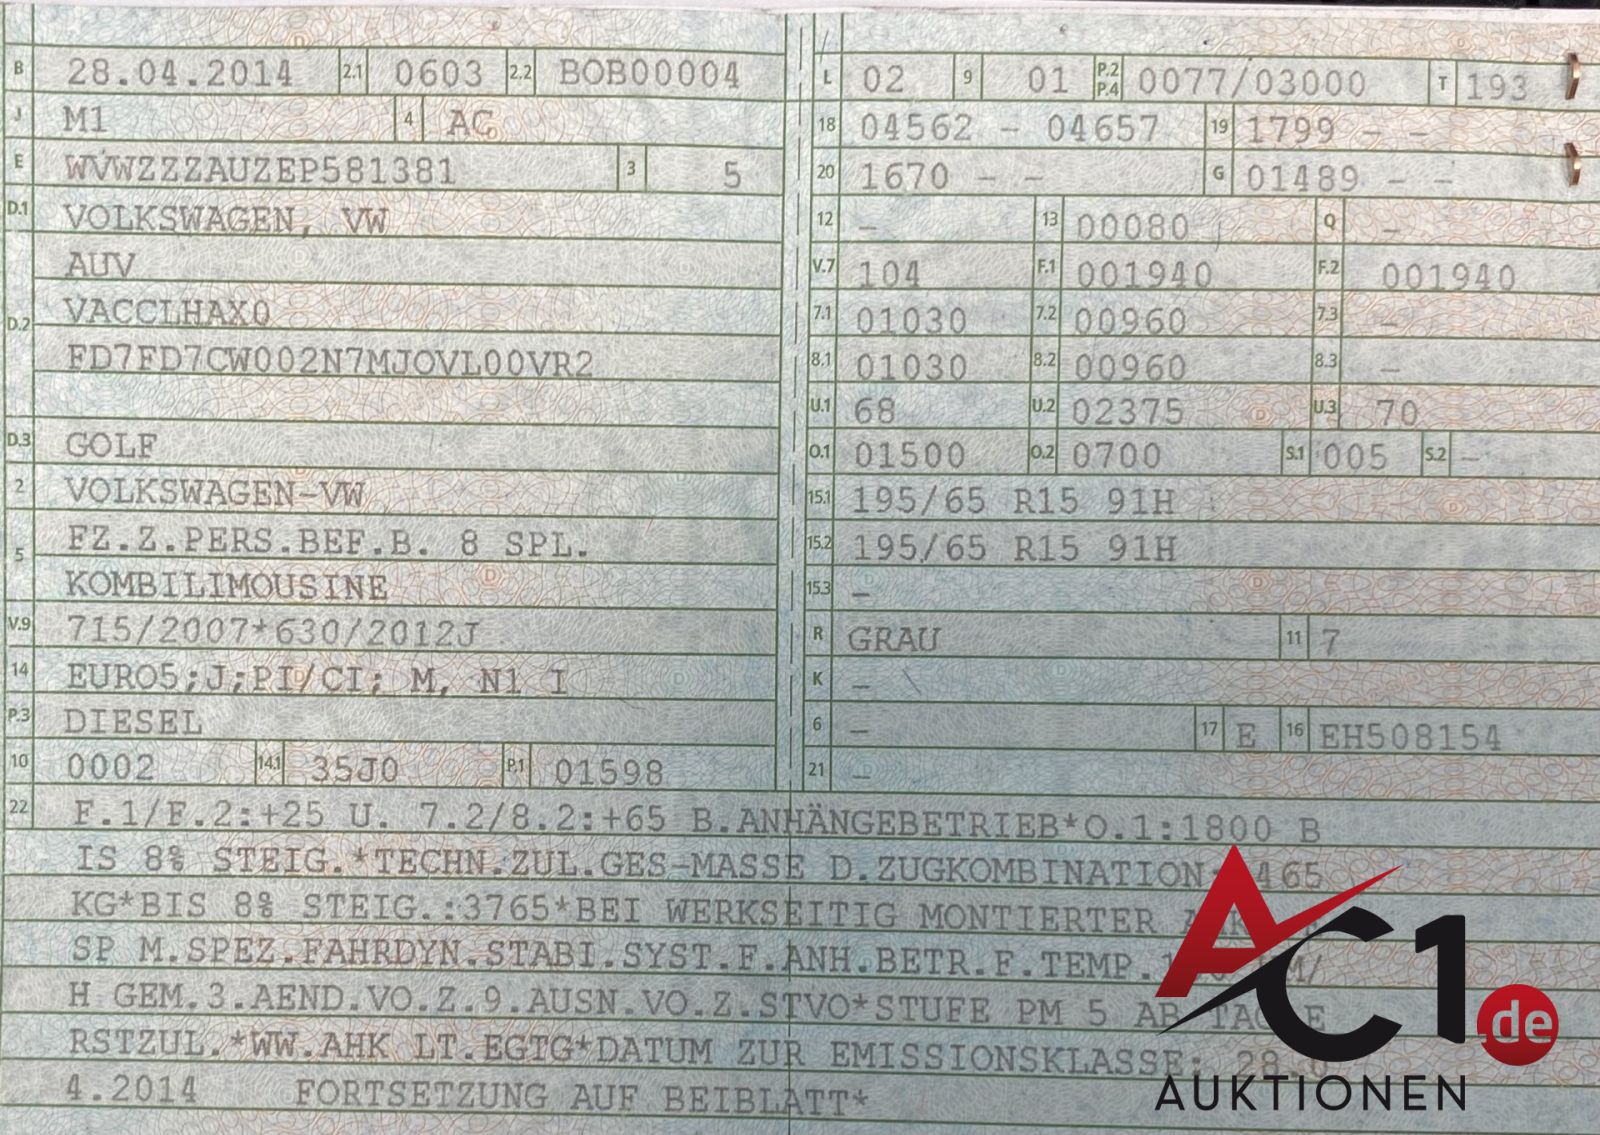 B 28.04.2014 2.1 0603 2.2 BOB00004
J M1 4 AC
E WVWZZZAUZEP581381 3 5
D.1 VOLKSWAGEN, VW
AUV
D.2 VACCLHAX0
FD7FD7CW002N7MJOVL00VR2
D.3 GOLF
2 VOLKSWAGEN-VW
5 FZ.Z.PERS.BEF.B. 8 SPL.
KOMBILIMOUSINE
V.9 715/2007*630/2012J
14 EURO5;J;PI/CI; M, N1 I
P.3 DIESEL
10 0002 14.1 35J0 P.1 01598
L 02 9 01 P.2 P.4 0077/03000 T 193
18 04562 - 04657 19 1799 - -
20 1670 - - G 01489 - -
12 - 13 00080 Q -
V.7 104 F.1 001940 F.2 001940
7.1 01030 7.2 00960 7.3 -
8.1 01030 8.2 00960 8.3 -
U.1 68 U.2 02375 U.3 70
O.1 01500 O.2 0700 S.1 005 S.2 -
15.1 195/65 R15 91H
15.2 195/65 R15 91H
15.3 -
R GRAU 11 7
K -
6 - 17 E 16 EH508154
21 -
22 F.1/F.2:+25 U. 7.2/8.2:+65 B.ANHÄNGEBETRIEB*O.1:1800 B
IS 8% STEIG.*TECHN.ZUL.GES-MASSE D.ZUGKOMBINATION: 465
KG*BIS 8% STEIG.:3765*BEI WERKSEITIG MONTIERTER
SP M.SPEZ.FAHRDYN.STABI.SYST.F.ANH.BETR.F.TEMP.1 M/
H GEM.3.AEND.VO.Z.9.AUSN.VO.Z.STVO*STUFE PM 5 AB TAG E
RSTZUL.*WW.AHK LT.EGTG*DATUM ZUR EMISSIONSKLASSE: 28.0
4.2014 FORTSETZUNG AUF BEIBLATT*
AC1.de
AUKTIONEN